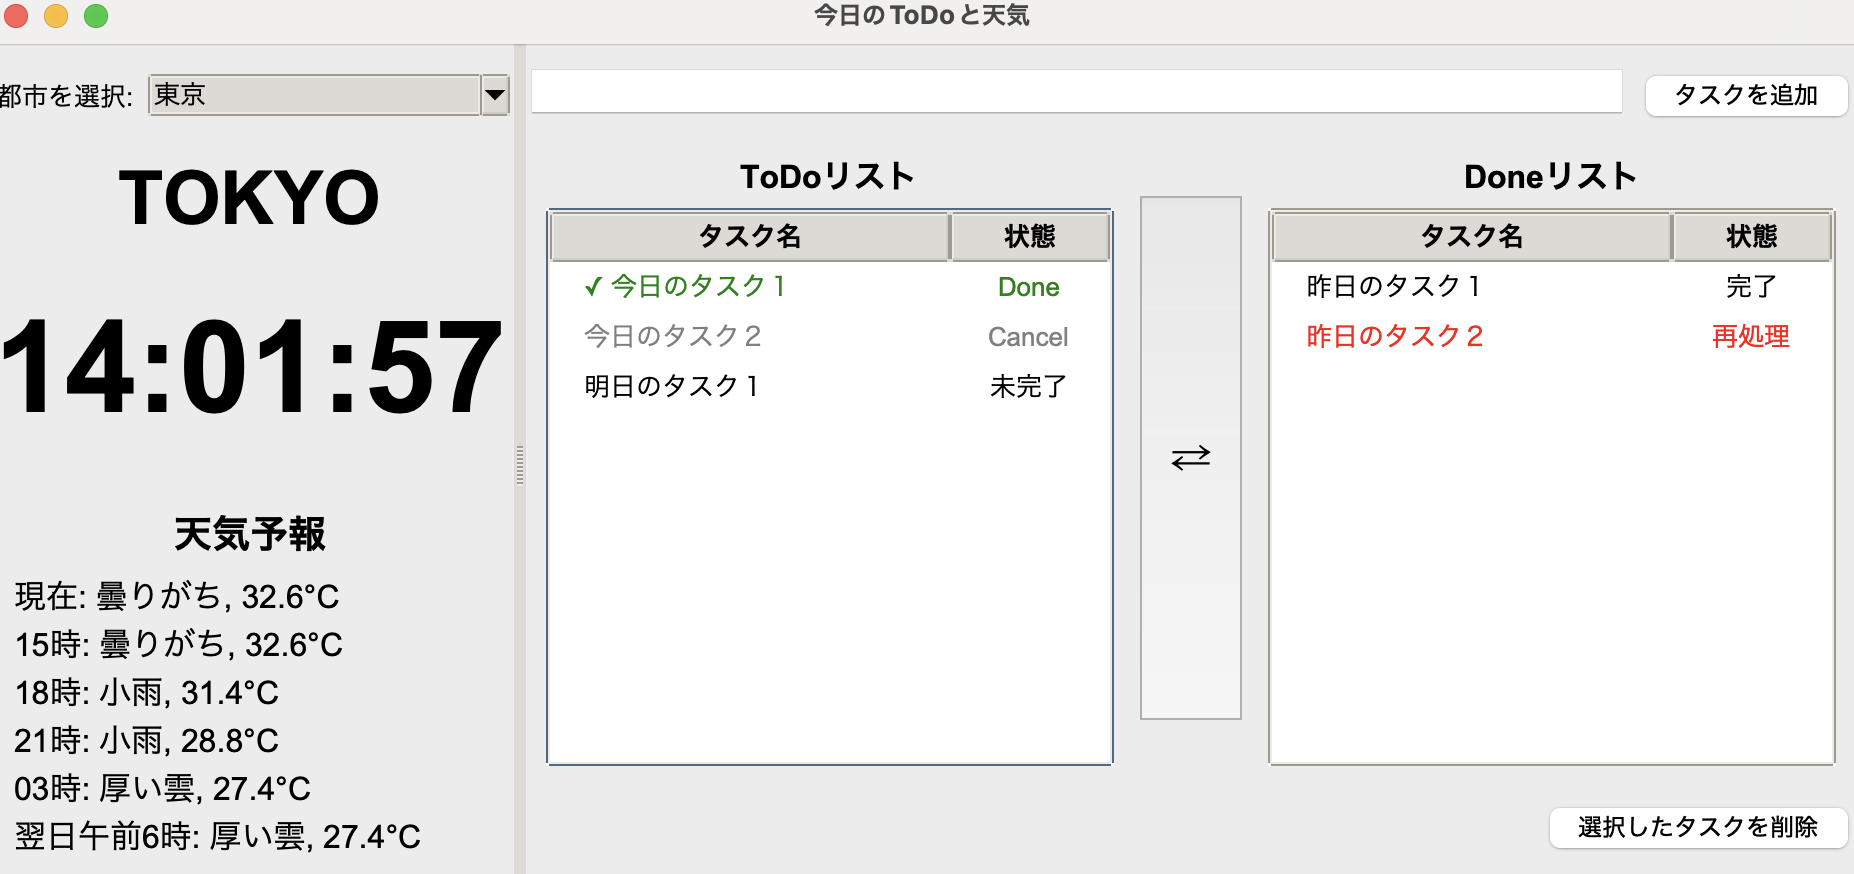 今日のToDoと天気
都市を選択: 東京
タスクを追加
TOKYO
14:01:57
天気予報
現在: 曇りがち, 32.6°C
15時: 曇りがち, 32.6°C
18時: 小雨, 31.4°C
21時: 小雨, 28.8°C
03時: 厚い雲, 27.4°C
翌日午前6時: 厚い雲, 27.4°C
ToDoリスト
タスク名 状態
✓ 今日のタスク１ Done
今日のタスク２ Cancel
明日のタスク１ 未完了
⇄
Doneリスト
タスク名 状態
昨日のタスク１ 完了
昨日のタスク２ 再処理
選択したタスクを削除